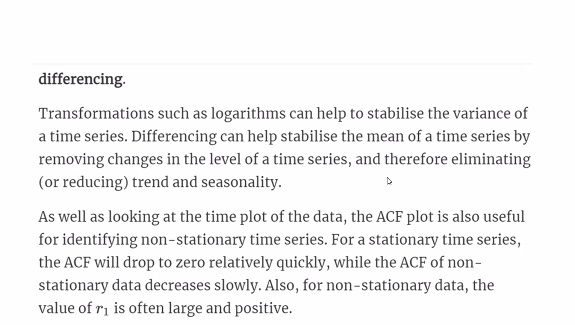 differencing.
Transformations such as logarithms can help to stabilise the variance of
a time series. Differencing can help stabilise the mean of a time series by
removing changes in the level of a time series, and therefore eliminating
(or reducing) trend and seasonality.
As well as looking at the time plot of the data, the ACF plot is also useful
for identifying non-stationary time series. For a stationary time series,
the ACF will drop to zero relatively quickly, while the ACF of non-
stationary data decreases slowly. Also, for non-stationary data, the
value of r₁ is often large and positive.